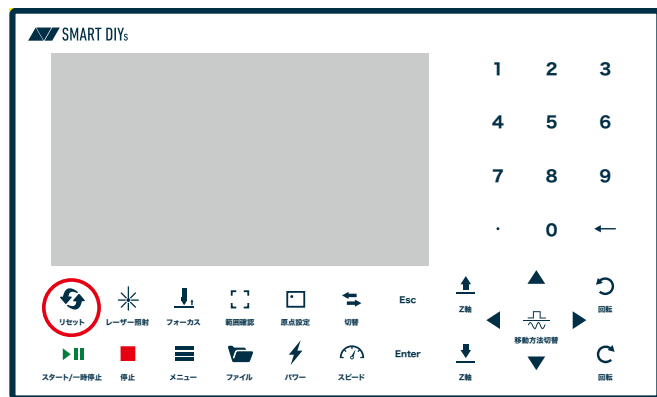 SMART DIYs
1 2 3
4 5 6
7 8 9
. 0 ←
リセット レーザー照射 フォーカス 範囲確認 原点設定 切替 Esc Z軸 回転
移動方法切替
スタート/一時停止 停止 メニュー ファイル パワー スピード Enter Z軸 回転